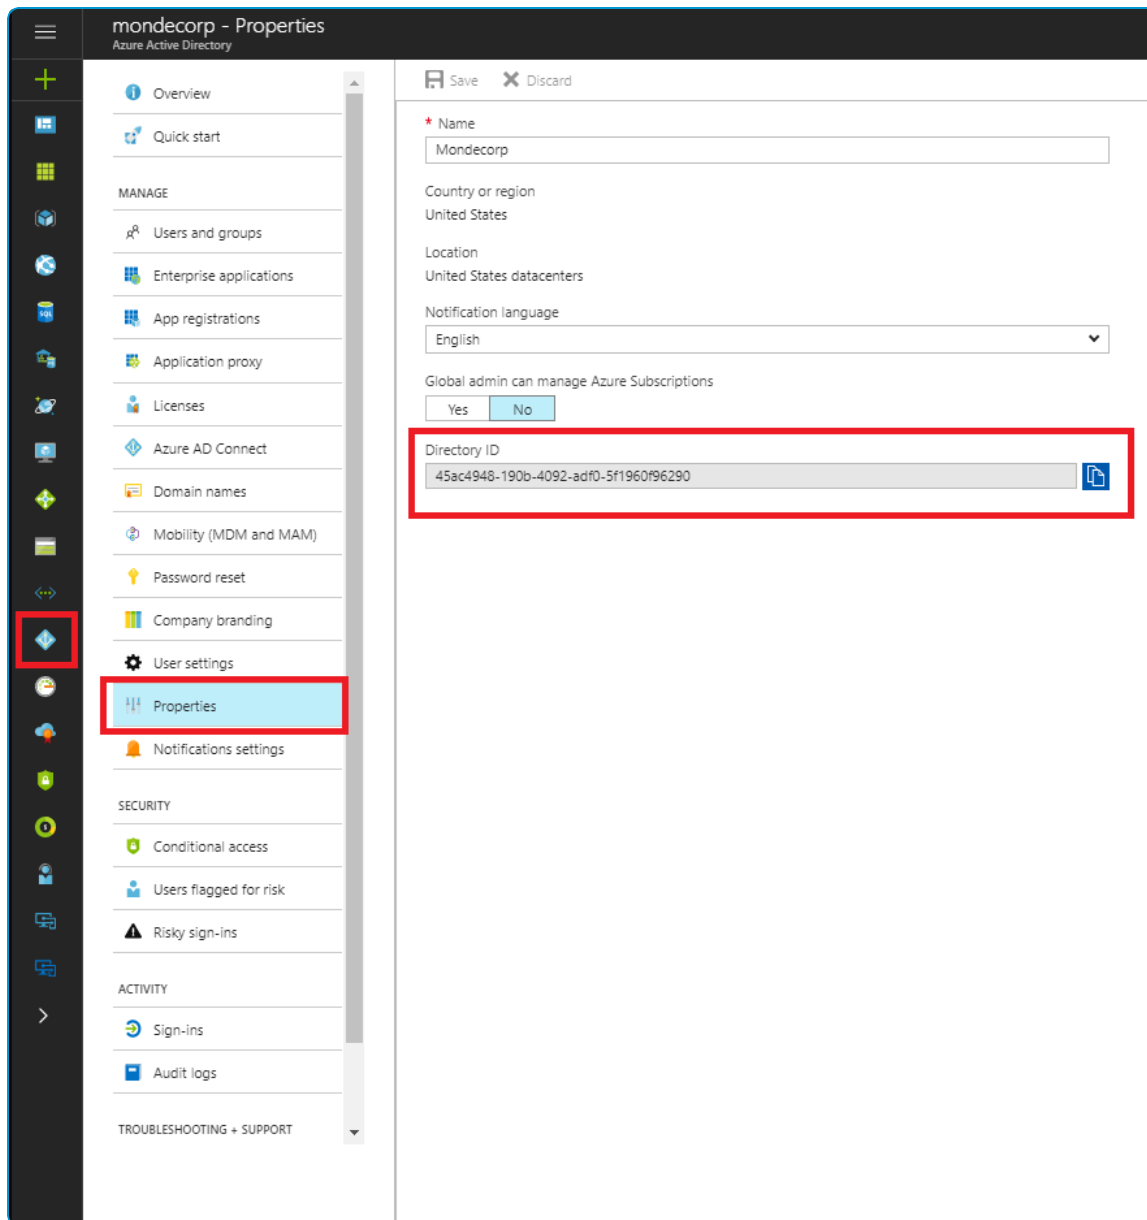 mondecorp - Properties
Azure Active Directory
Overview
Quick start
MANAGE
Users and groups
Enterprise applications
App registrations
Application proxy
Licenses
Azure AD Connect
Domain names
Mobility (MDM and MAM)
Password reset
Company branding
User settings
Properties
Notifications settings
SECURITY
Conditional access
Users flagged for risk
Risky sign-ins
ACTIVITY
Sign-ins
Audit logs
TROUBLESHOOTING + SUPPORT
Save Discard
* Name
Mondecorp
Country or region
United States
Location
United States datacenters
Notification language
English
Global admin can manage Azure Subscriptions
Yes No
Directory ID
45ac4948-190b-4092-adf0-5f1960f96290
SQL